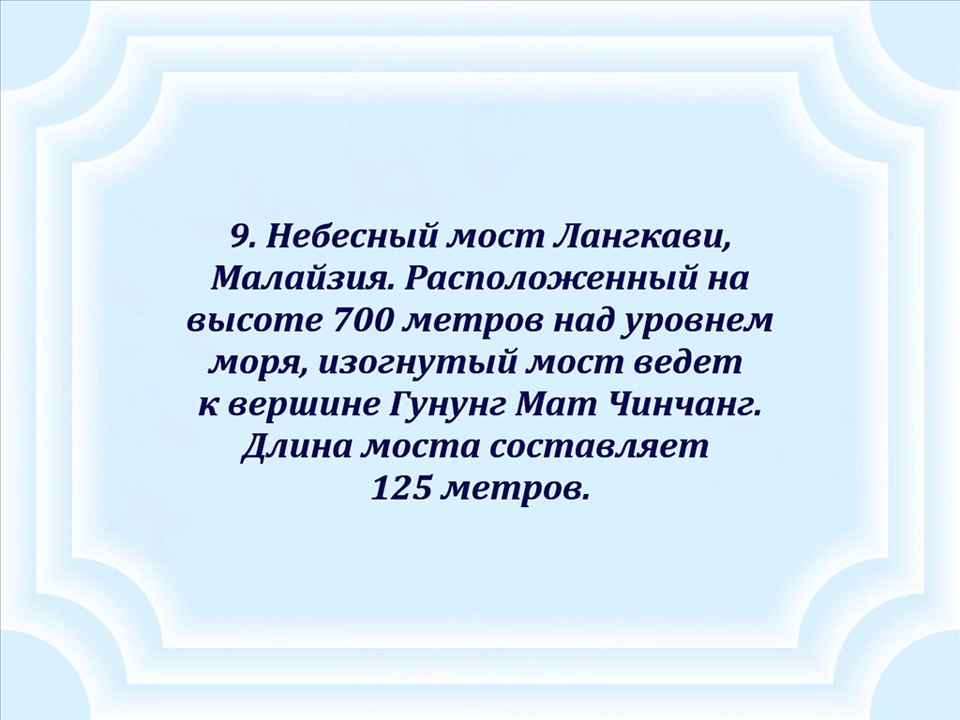 9. Небесный мост Лангкави,
Малайзия. Расположенный на
высоте 700 метров над уровнем
моря, изогнутый мост ведет
к вершине Гунунг Мат Чинчанг.
Длина моста составляет
125 метров.